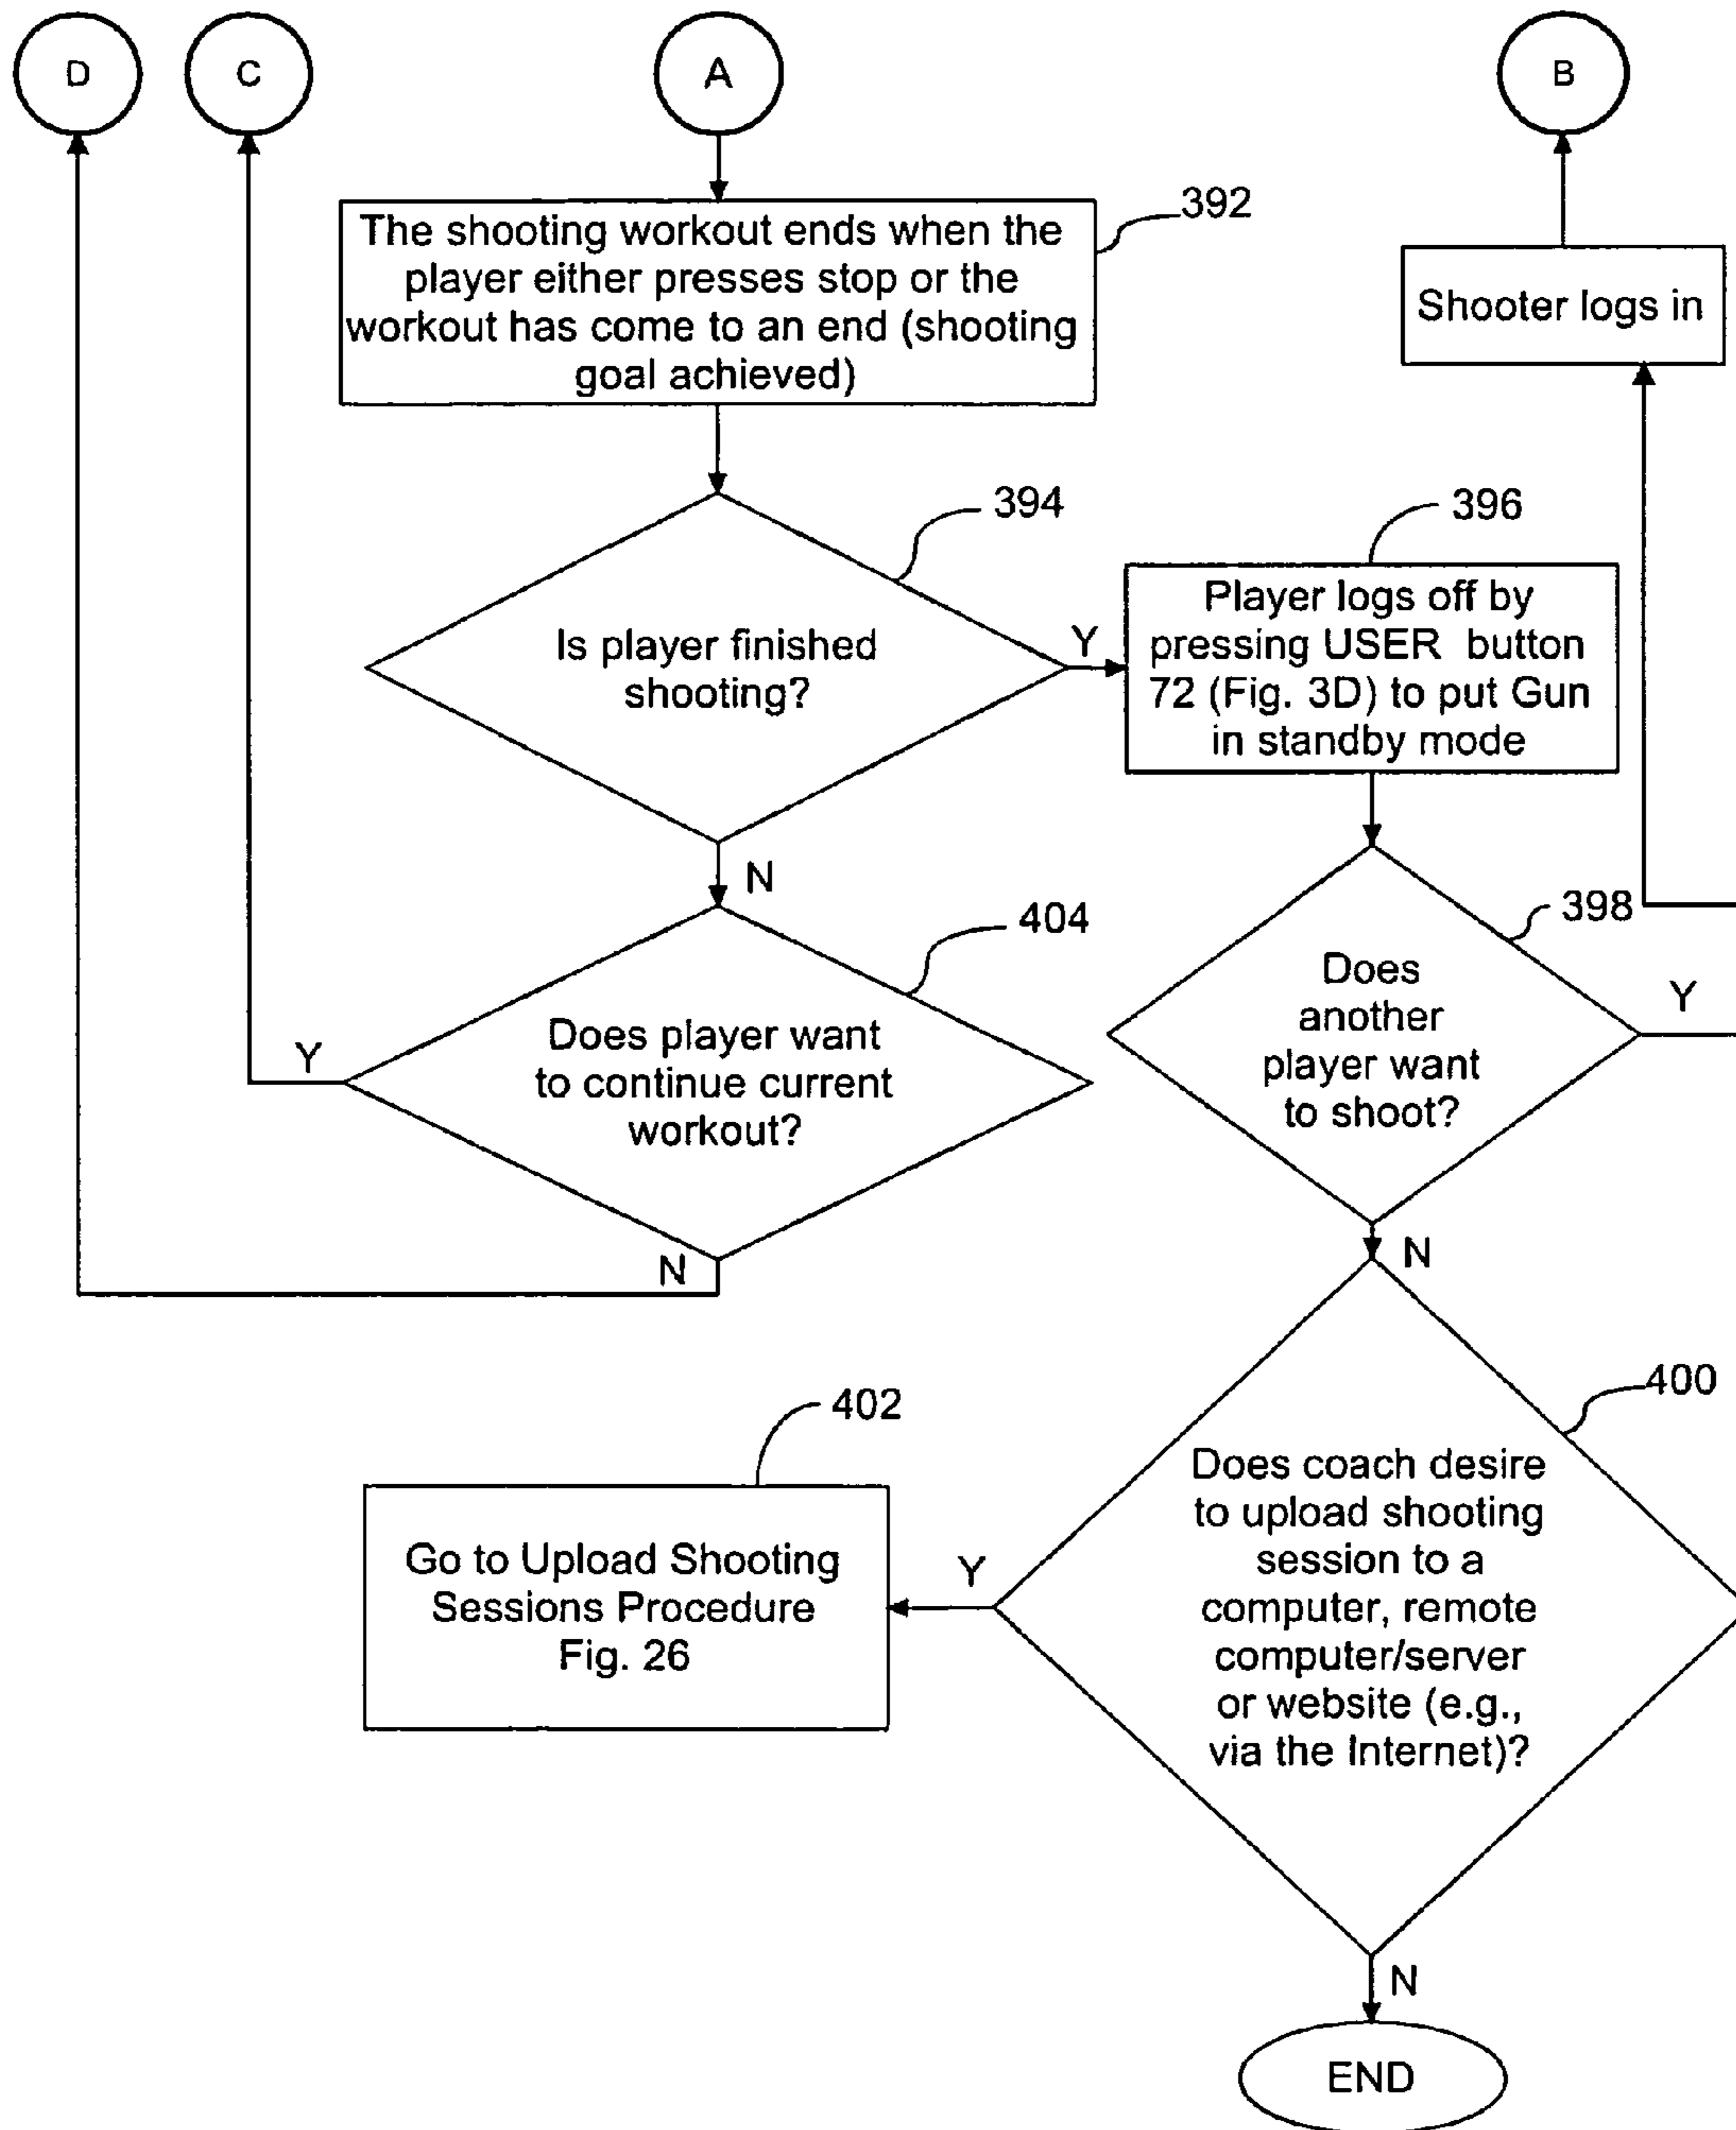 D
C
A
B
392
The shooting workout ends when the
player either presses stop or the
workout has come to an end (shooting
goal achieved)
Shooter logs in
394
Is player finished
shooting?
Y
N
396
Player logs off by
pressing USER button
72 (Fig. 3D) to put Gun
in standby mode
404
Does player want
to continue current
workout?
Y
N
398
Does
another
player want
to shoot?
Y
N
400
Does coach desire
to upload shooting
session to a
computer, remote
computer/server
or website (e.g.,
via the Internet)?
Y
N
402
Go to Upload Shooting
Sessions Procedure
Fig. 26
END